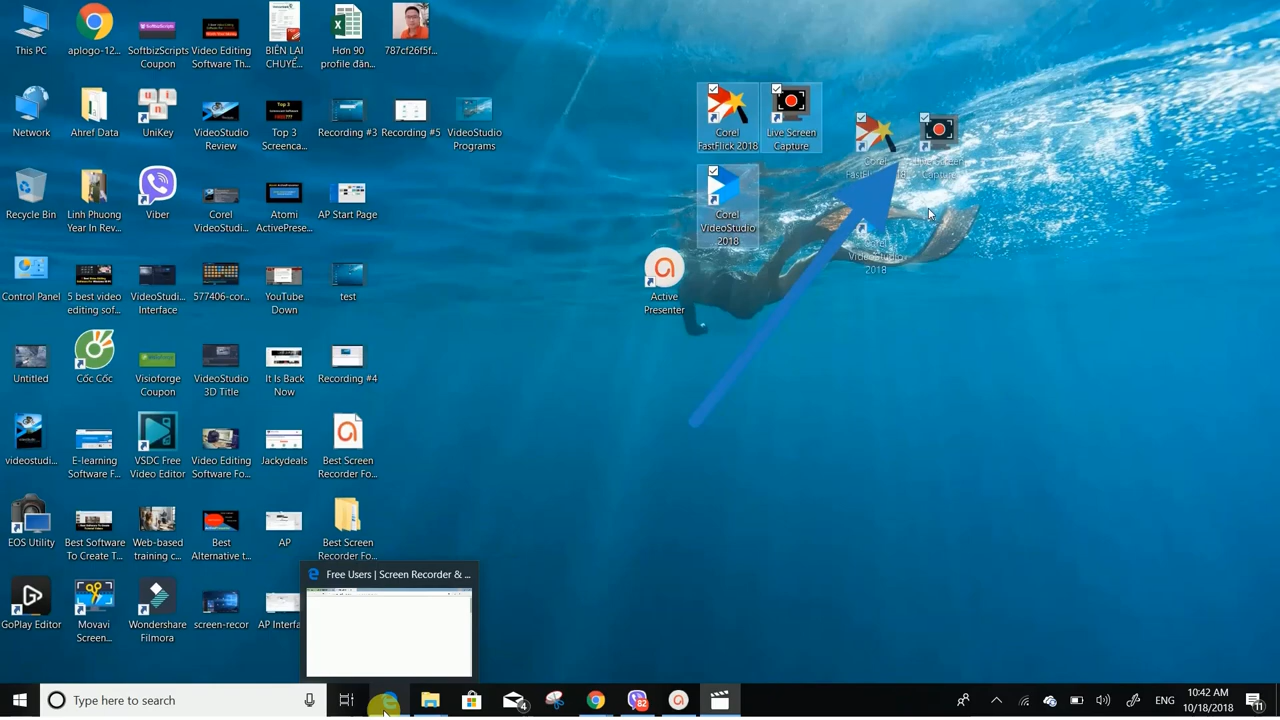 This PC
aplogo-12...
SoftbizScripts
Coupon
Video Editing
Software Th...
BIÊN LAI
CHUYỂ...
Hơn 90
profile đán...
787cf26f5f...
Network
Ahref Data
UniKey
VideoStudio
Review
Top 3
Screenca...
Recording #3
Recording #5
VideoStudio
Programs
Corel
FastFlick 2018
Live Screen
Capture
Recycle Bin
Linh Phuong
Year In Rev...
Viber
Corel
VideoStudi...
Atomi
ActivePrese...
AP Start Page
Corel
VideoStudio
2018
Corel
VideoStudio
2018
Control Panel
5 best video
editing sof...
VideoStudi...
Interface
577406-cor...
YouTube
Down
test
Active
Presenter
Untitled
Cốc Cốc
Visioforge
Coupon
VideoStudio
3D Title
It Is Back
Now
Recording #4
videostudi...
E-learning
Software F...
VSDC Free
Video Editor
Video Editing
Software Fo...
Jackydeals
Best Screen
Recorder Fo...
EOS Utility
Best Software
To Create T...
Web-based
training c...
Best
Alternative t...
AP
Best Screen
Recorder Fo...
Free Users | Screen Recorder & ...
GoPlay Editor
Movavi
Screen...
Wondershare
Filmora
screen-recor
AP Interfa
Type here to search
4
82
ENG
10:42 AM
10/18/2018
1